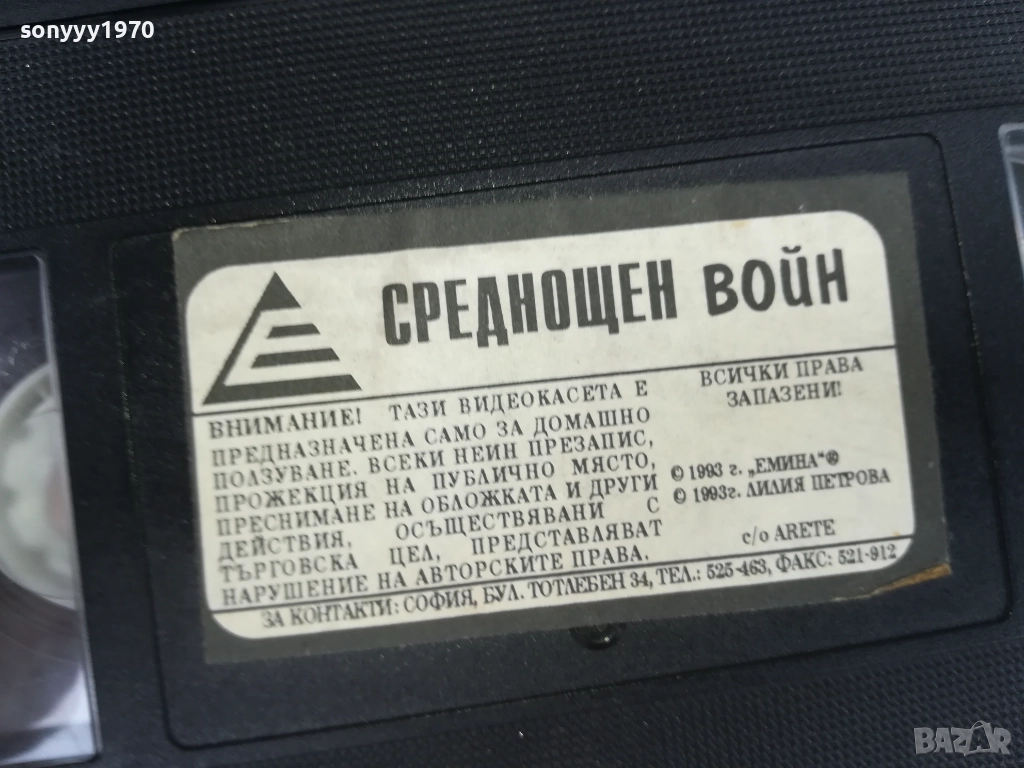 sonyyy1970
СРЕДНОЩЕН ВОЙН
ВНИМАНИЕ! ТАЗИ ВИДЕОКАСЕТА Е
ПРЕДНАЗНАЧЕНА САМО ЗА ДОМАШНО
ПОЛЗУВАНЕ. ВСЕКИ НЕИН ПРЕЗАПИС,
ПРОЖЕКЦИЯ НА ПУБЛИЧНО МЯСТО,
ПРЕСНИМАНЕ НА ОБЛОЖКАТА И ДРУГИ
ДЕЙСТВИЯ, ОСЪЩЕСТВЯВАНИ С
ТЪРГОВСКА ЦЕЛ, ПРЕДСТАВЛЯВАТ
НАРУШЕНИЕ НА АВТОРСКИТЕ ПРАВА.
ВСИЧКИ ПРАВА
ЗАПАЗЕНИ!
© 1993 г. „ЕМИНА"®
© 1993г. ЛИЛИЯ ПЕТРОВА
c/o ARETE
ЗА КОНТАКТИ: СОФИЯ, БУЛ. ТОТЛЕБЕН 34, ТЕЛ.: 525-463, ФАКС: 521-912
BAZAR